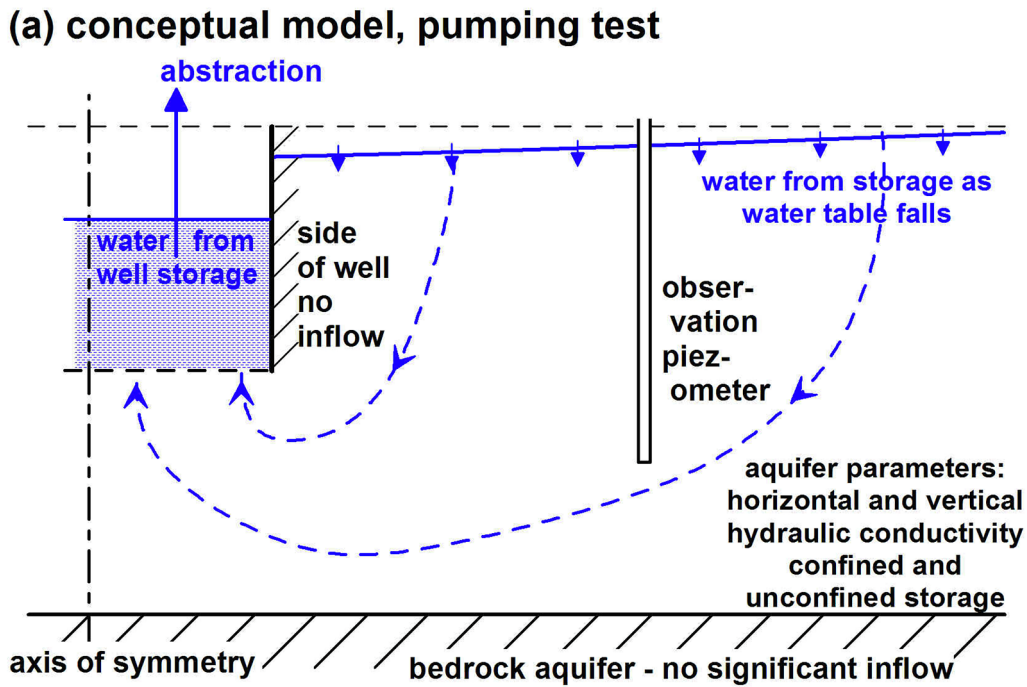 (a) conceptual model, pumping test
abstraction
water from
well storage
side
of well
no
inflow
water from storage as
water table falls
obser-
vation
piez-
ometer
aquifer parameters:
horizontal and vertical
hydraulic conductivity
confined and
unconfined storage
axis of symmetry
bedrock aquifer - no significant inflow